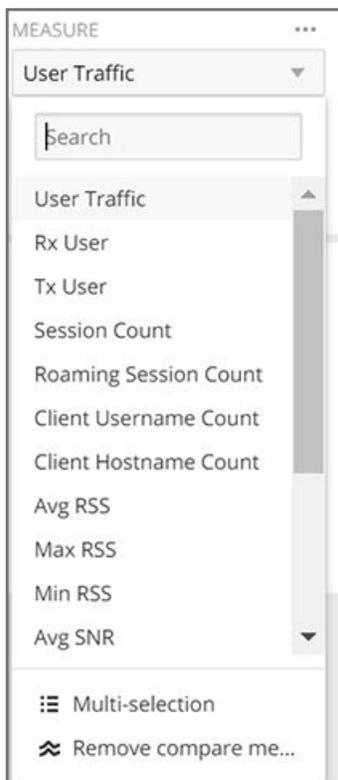 MEASURE ...
User Traffic
Search
User Traffic
Rx User
Tx User
Session Count
Roaming Session Count
Client Username Count
Client Hostname Count
Avg RSS
Max RSS
Min RSS
Avg SNR
Multi-selection
Remove compare me...